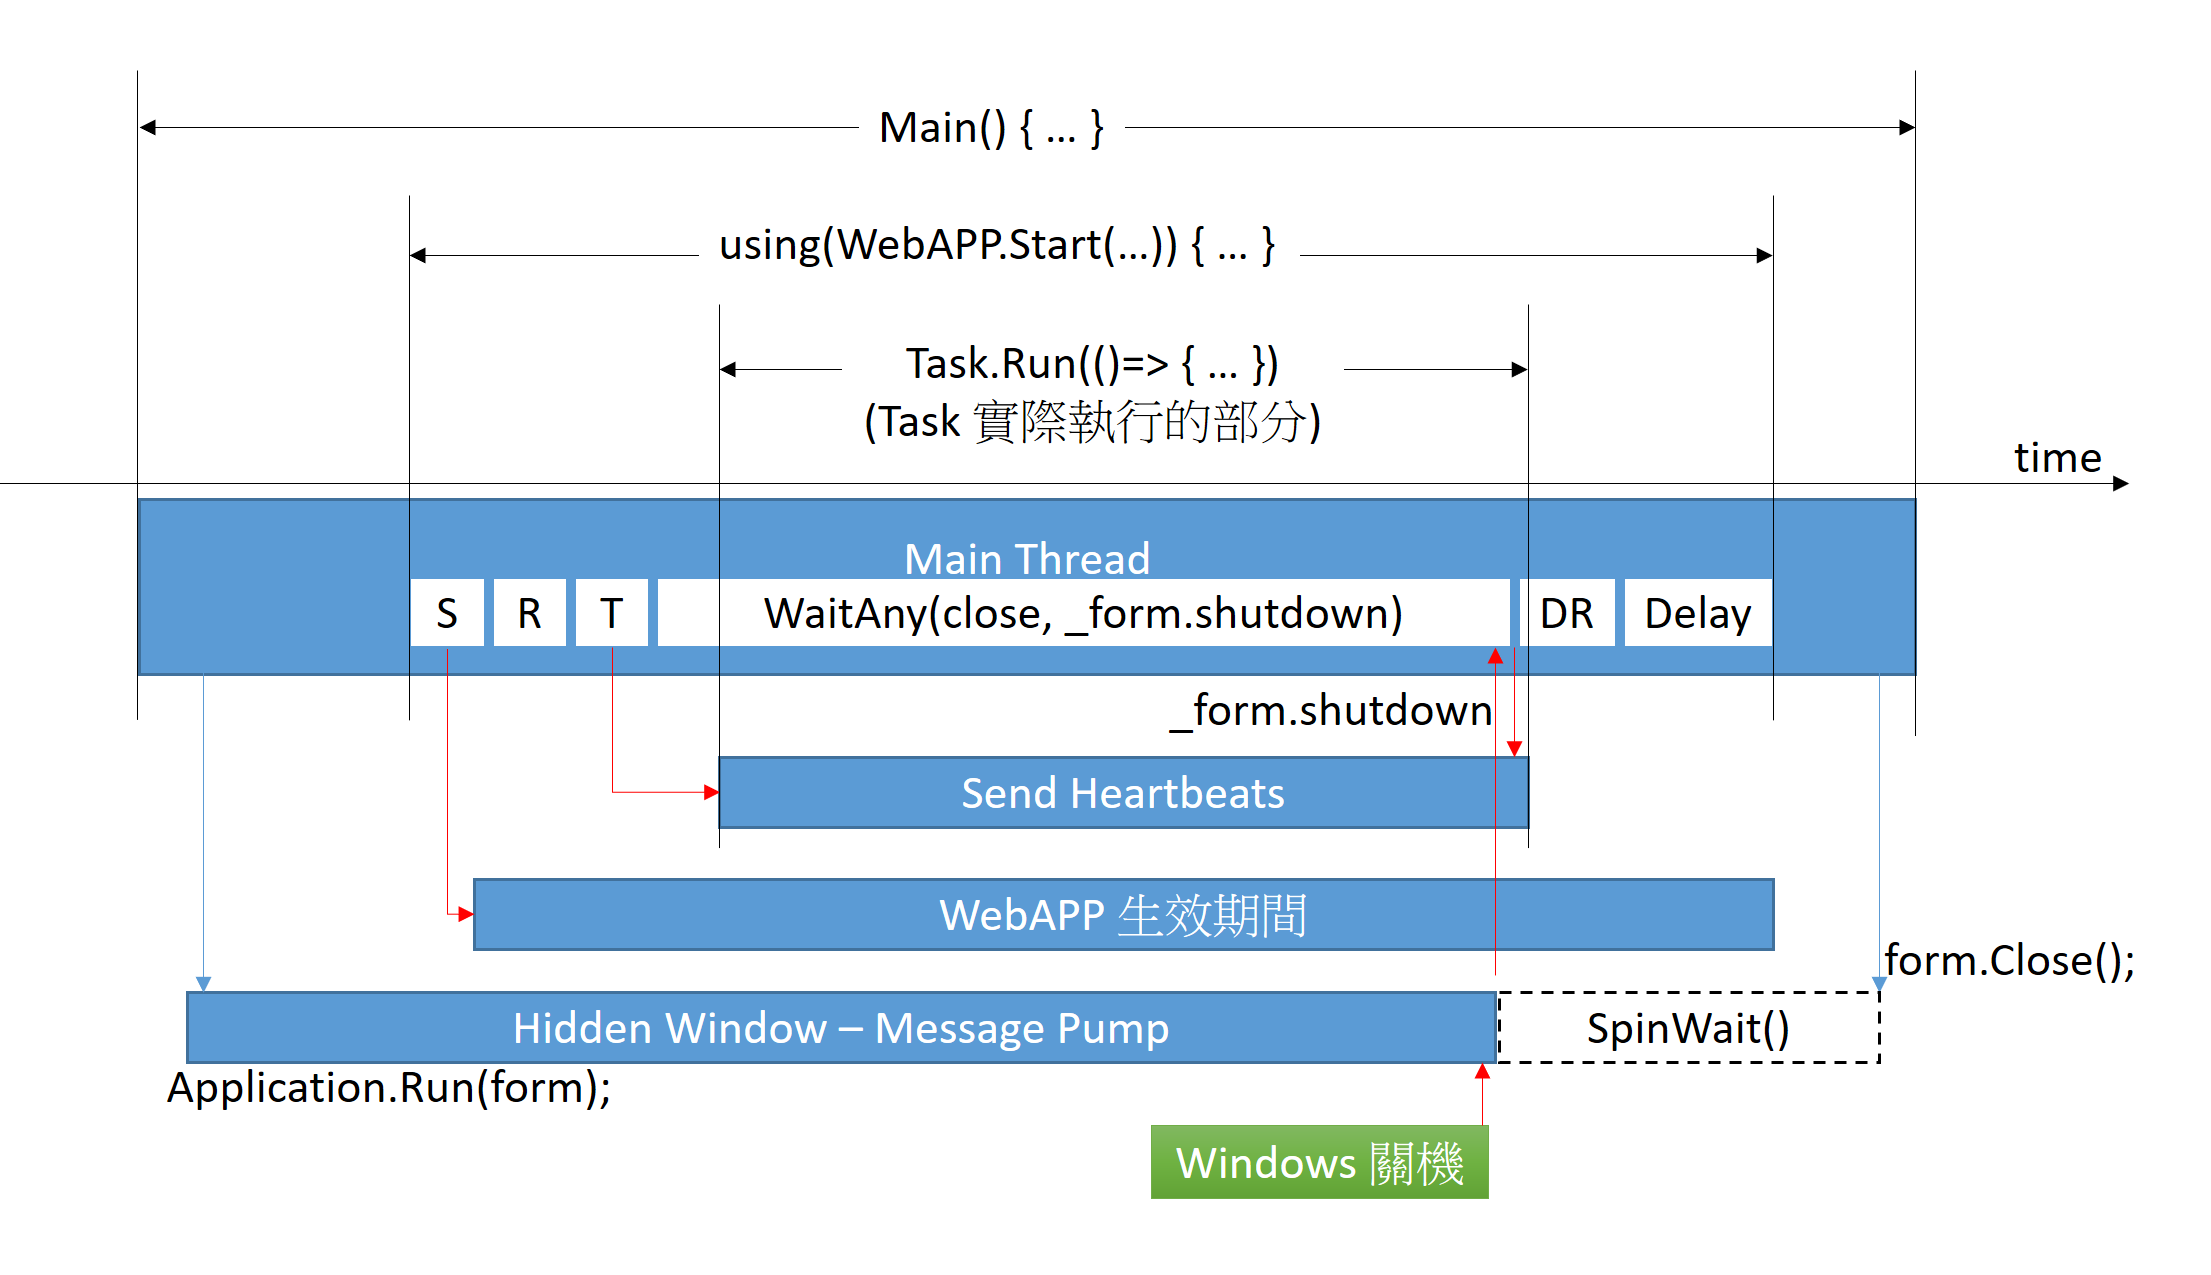 Main() { … }
using(WebAPP.Start(…)) { … }
Task.Run(()=> { … })
(Task 實際執行的部分)
time
Main Thread
S
R
T
WaitAny(close, _form.shutdown)
DR
Delay
_form.shutdown
Send Heartbeats
WebAPP 生效期間
form.Close();
Hidden Window – Message Pump
SpinWait()
Application.Run(form);
Windows 關機